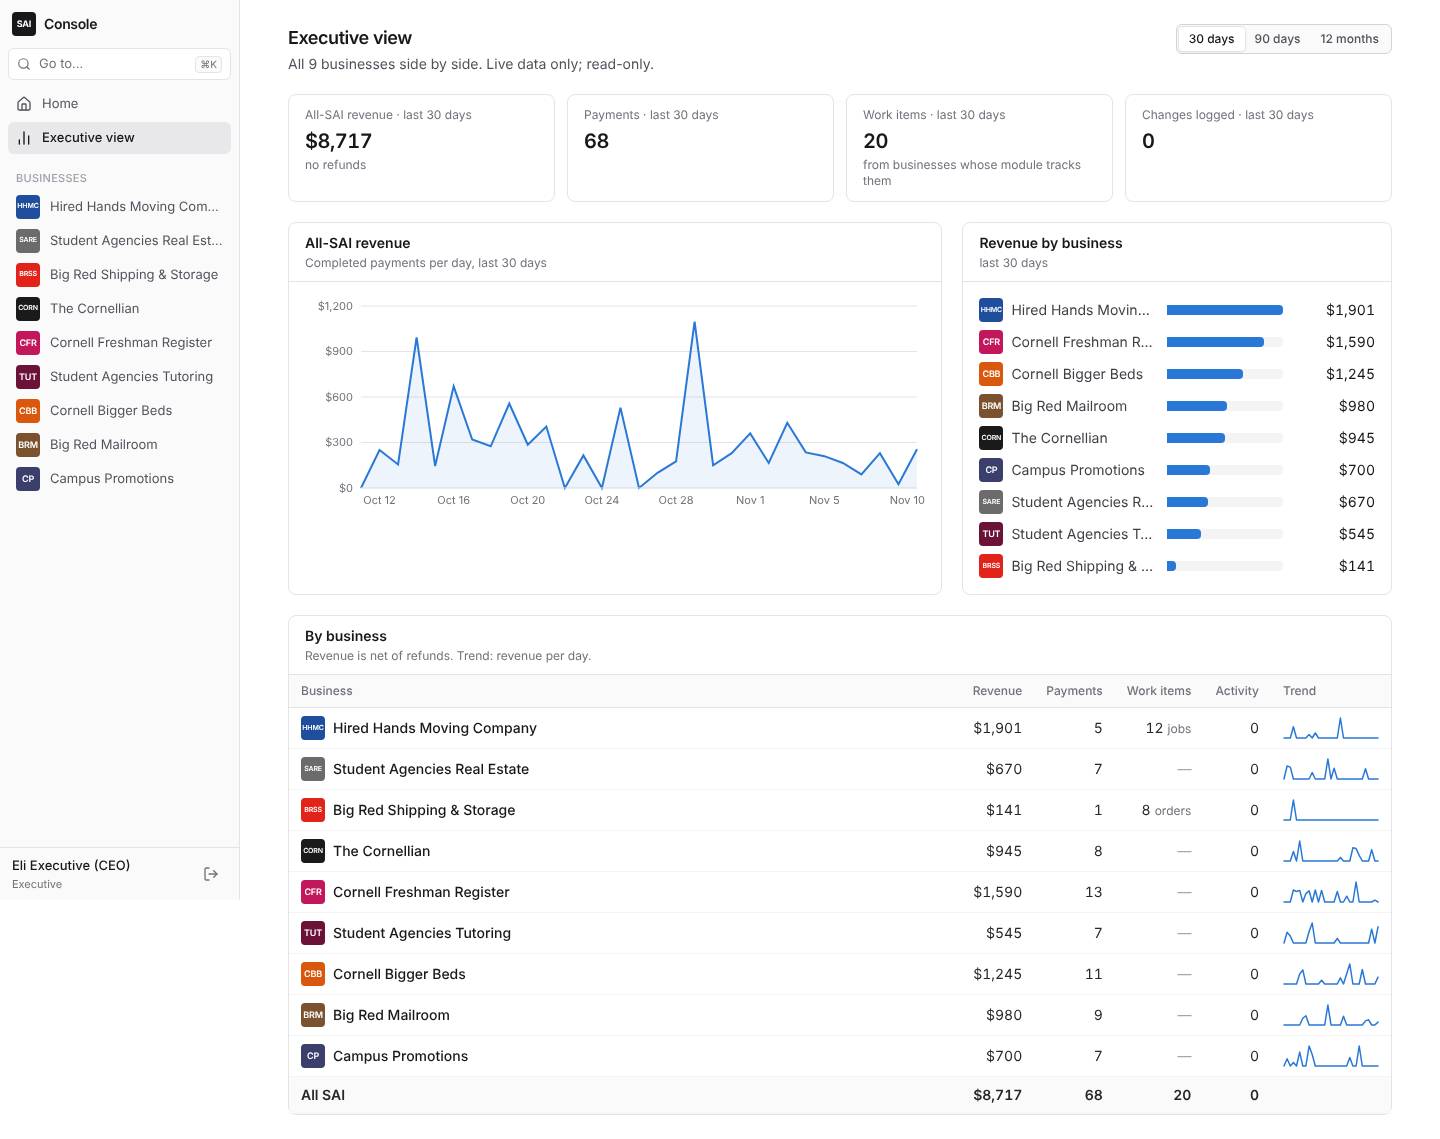 SAI Console
Go to... ⌘K
Home
Executive view
BUSINESSES
HHMC Hired Hands Moving Com...
SARE Student Agencies Real Est...
BRSS Big Red Shipping & Storage
CORN The Cornellian
CFR Cornell Freshman Register
TUT Student Agencies Tutoring
CBB Cornell Bigger Beds
BRM Big Red Mailroom
CP Campus Promotions
Eli Executive (CEO)
Executive
Executive view
All 9 businesses side by side. Live data only; read-only.
30 days 90 days 12 months
All-SAI revenue · last 30 days
$8,717
no refunds
Payments · last 30 days
68
Work items · last 30 days
20
from businesses whose module tracks
them
Changes logged · last 30 days
0
All-SAI revenue
Completed payments per day, last 30 days
$1,200
$900
$600
$300
$0
Oct 12 Oct 16 Oct 20 Oct 24 Oct 28 Nov 1 Nov 5 Nov 10
Revenue by business
last 30 days
HHMC Hired Hands Movin... $1,901
CFR Cornell Freshman R... $1,590
CBB Cornell Bigger Beds $1,245
BRM Big Red Mailroom $980
CORN The Cornellian $945
CP Campus Promotions $700
SARE Student Agencies R... $670
TUT Student Agencies T... $545
BRSS Big Red Shipping & ... $141
By business
Revenue is net of refunds. Trend: revenue per day.
Business Revenue Payments Work items Activity Trend
HHMC Hired Hands Moving Company $1,901 5 12 jobs 0
SARE Student Agencies Real Estate $670 7 — 0
BRSS Big Red Shipping & Storage $141 1 8 orders 0
CORN The Cornellian $945 8 — 0
CFR Cornell Freshman Register $1,590 13 — 0
TUT Student Agencies Tutoring $545 7 — 0
CBB Cornell Bigger Beds $1,245 11 — 0
BRM Big Red Mailroom $980 9 — 0
CP Campus Promotions $700 7 — 0
All SAI $8,717 68 20 0